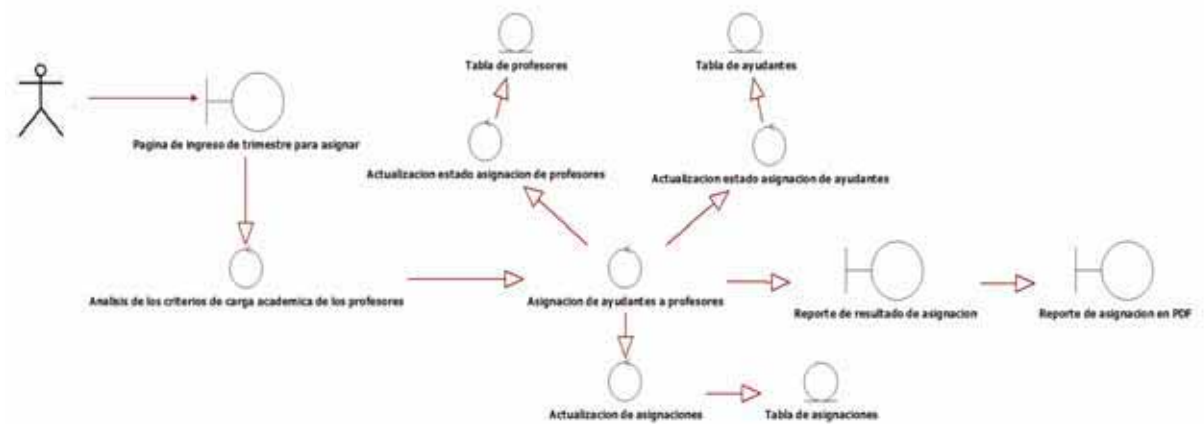 Tabla de profesores
Tabla de ayudantes
Pagina de ingreso de trimestre para asignar
Actualizacion estado asignacion de profesores
Actualizacion estado asignacion de ayudantes
Analisis de los criterios de carga academica de los profesores
Asignacion de ayudantes a profesores
Reporte de resultado de asignacion
Reporte de asignacion en PDF
Actualizacion de asignaciones
Tabla de asignaciones